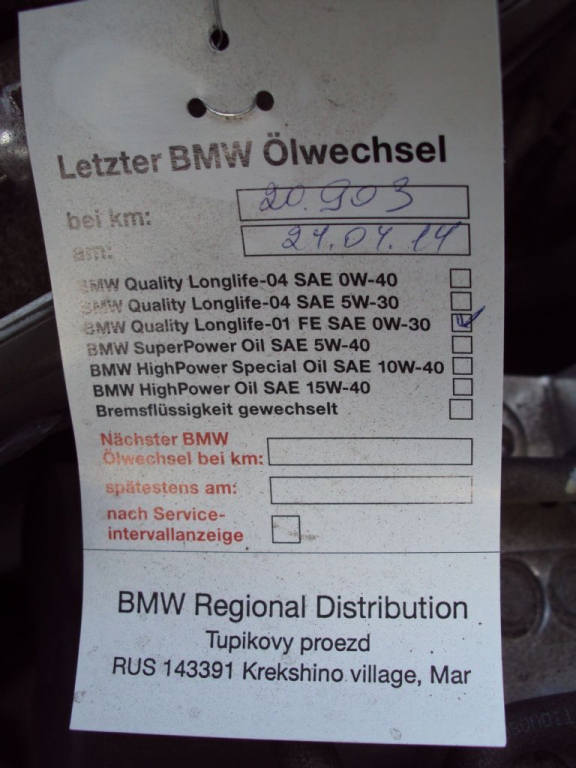 Letzter BMW Ölwechsel
bei km: 20.903
am: 24.04.14
BMW Quality Longlife-04 SAE 0W-40
BMW Quality Longlife-04 SAE 5W-30
BMW Quality Longlife-01 FE SAE 0W-30
BMW SuperPower Oil SAE 5W-40
BMW HighPower Special Oil SAE 10W-40
BMW HighPower Oil SAE 15W-40
Bremsflüssigkeit gewechselt
Nächster BMW
Ölwechsel bei km:
spätestens am:
nach Service-
intervallanzeige
BMW Regional Distribution
Tupikovy proezd
RUS 143391 Krekshino village, Mar